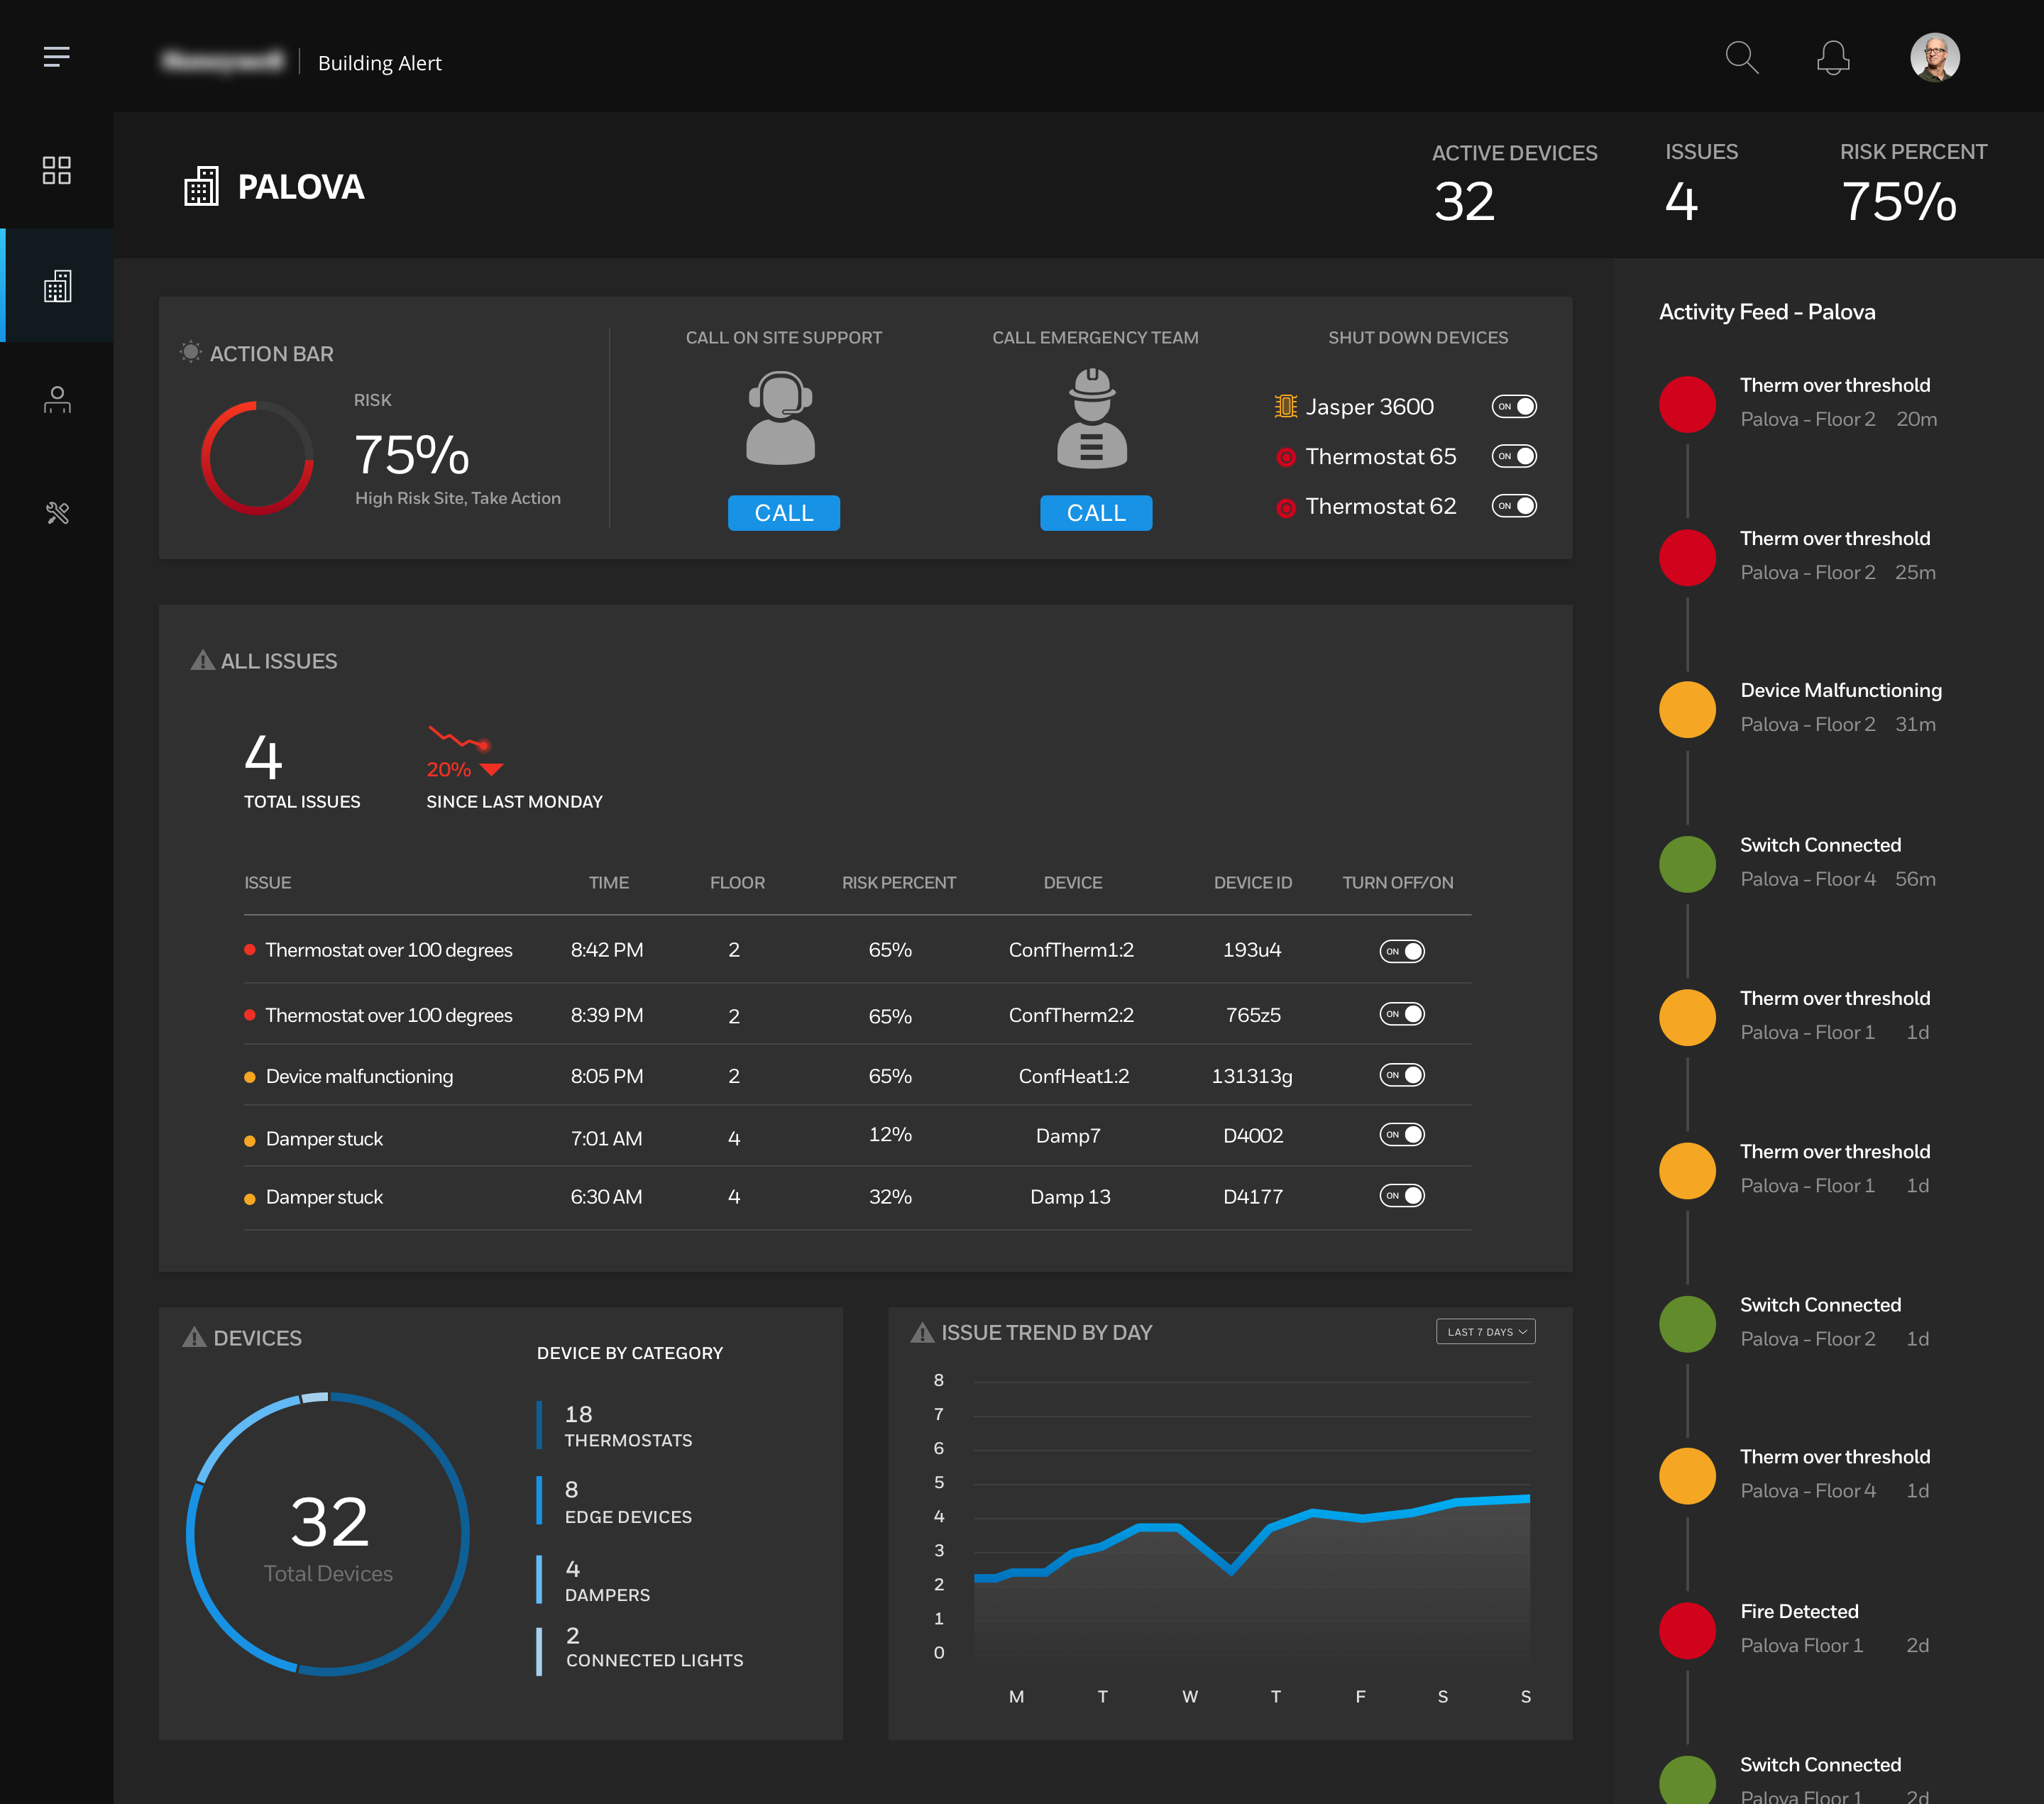 Building Alert
PALOVA
ACTIVE DEVICES
32
ISSUES
4
RISK PERCENT
75%
ACTION BAR
RISK
75%
High Risk Site, Take Action
CALL ON SITE SUPPORT
CALL
CALL EMERGENCY TEAM
CALL
SHUT DOWN DEVICES
Jasper 3600 ON
Thermostat 65 ON
Thermostat 62 ON
ALL ISSUES
4
TOTAL ISSUES
20%
SINCE LAST MONDAY
ISSUE TIME FLOOR RISK PERCENT DEVICE DEVICE ID TURN OFF/ON
Thermostat over 100 degrees 8:42 PM 2 65% ConfTherm1:2 193u4 ON
Thermostat over 100 degrees 8:39 PM 2 65% ConfTherm2:2 765z5 ON
Device malfunctioning 8:05 PM 2 65% ConfHeat1:2 131313g ON
Damper stuck 7:01 AM 4 12% Damp7 D4002 ON
Damper stuck 6:30 AM 4 32% Damp 13 D4177 ON
DEVICES
32
Total Devices
DEVICE BY CATEGORY
18
THERMOSTATS
8
EDGE DEVICES
4
DAMPERS
2
CONNECTED LIGHTS
ISSUE TREND BY DAY
LAST 7 DAYS
8
7
6
5
4
3
2
1
0
M T W T F S S
Activity Feed - Palova
Therm over threshold
Palova - Floor 2 20m
Therm over threshold
Palova - Floor 2 25m
Device Malfunctioning
Palova - Floor 2 31m
Switch Connected
Palova - Floor 4 56m
Therm over threshold
Palova - Floor 1 1d
Therm over threshold
Palova - Floor 1 1d
Switch Connected
Palova - Floor 2 1d
Therm over threshold
Palova - Floor 4 1d
Fire Detected
Palova Floor 1 2d
Switch Connected
Palova Floor 1 2d